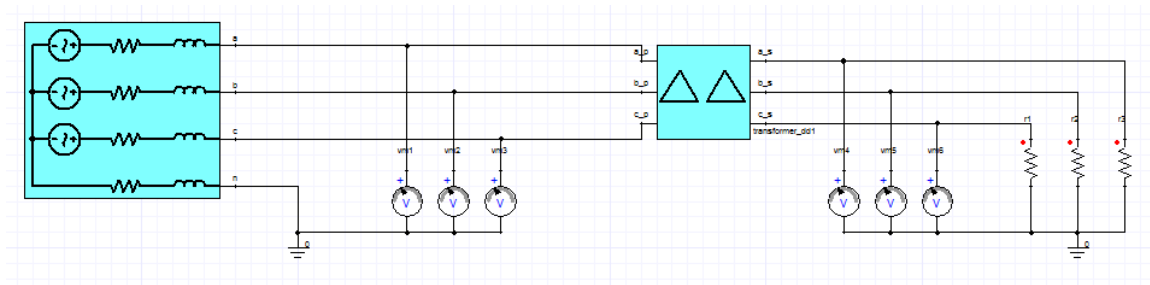 a
a_p
a_s
b
b_p
b_s
c
c_p
c_s
transformer_dd1
r1
r2
r3
vm1
vm2
vm3
vm4
vm5
vm6
n
+
+
+
+
+
+
V
V
V
V
V
V
0
0